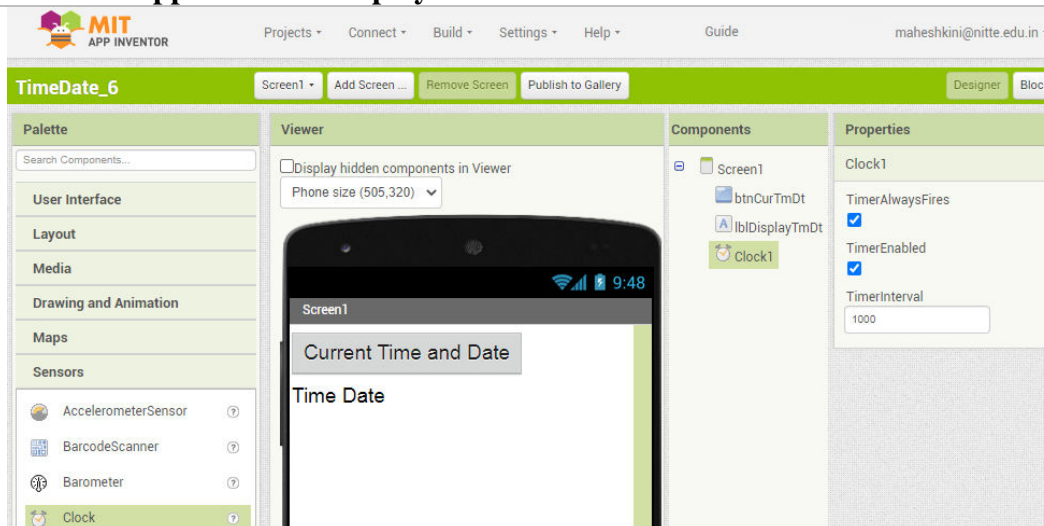 MIT
APP INVENTOR
Projects Connect Build Settings Help Guide maheshkini@nitte.edu.in
TimeDate_6 Screen1 Add Screen ... Remove Screen Publish to Gallery Designer Bloc
Palette Viewer Components Properties
Search Components...
Display hidden components in Viewer
Phone size (505,320)
Screen1
btnCurTmDt
lblDisplayTmDt
Clock1
Clock1
TimerAlwaysFires
TimerEnabled
TimerInterval
1000
User Interface
Layout
Media
Drawing and Animation
Maps
Sensors
AccelerometerSensor ?
BarcodeScanner ?
Barometer ?
Clock ?
9:48
Screen1
Current Time and Date
Time Date